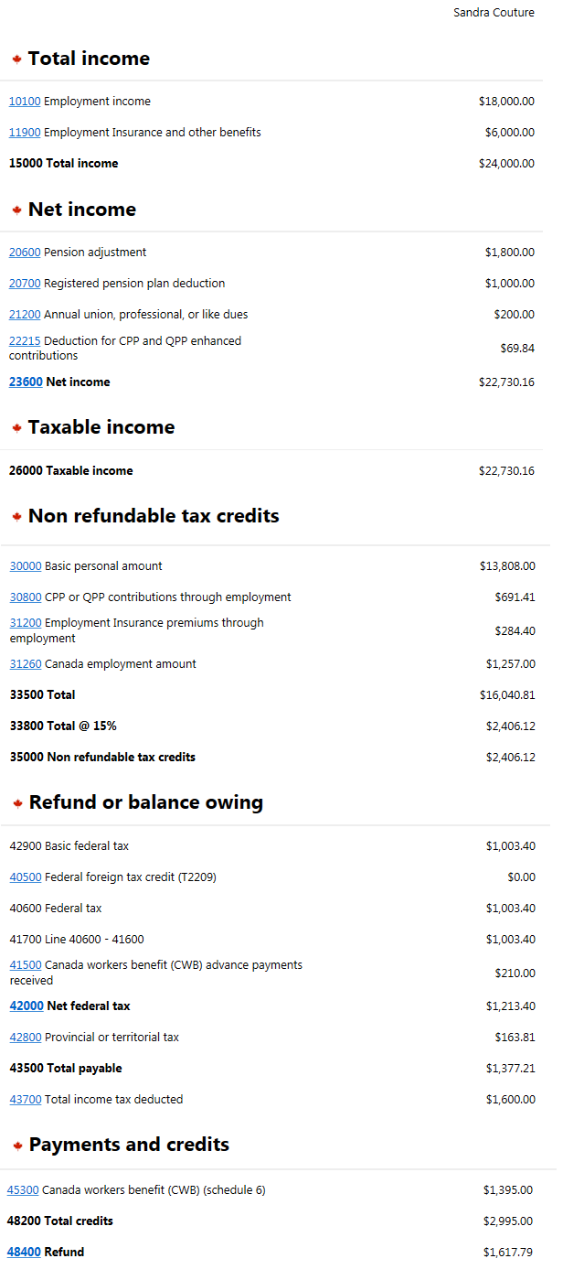 Sandra Couture
Total income
10100 Employment income $18,000.00
11900 Employment Insurance and other benefits $6,000.00
15000 Total income $24,000.00
Net income
20600 Pension adjustment $1,800.00
20700 Registered pension plan deduction $1,000.00
21200 Annual union, professional, or like dues $200.00
22215 Deduction for CPP and QPP enhanced
contributions $69.84
23600 Net income $22,730.16
Taxable income
26000 Taxable income $22,730.16
Non refundable tax credits
30000 Basic personal amount $13,808.00
30800 CPP or QPP contributions through employment $691.41
31200 Employment Insurance premiums through
employment $284.40
31260 Canada employment amount $1,257.00
33500 Total $16,040.81
33800 Total @ 15% $2,406.12
35000 Non refundable tax credits $2,406.12
Refund or balance owing
42900 Basic federal tax $1,003.40
40500 Federal foreign tax credit (T2209) $0.00
40600 Federal tax $1,003.40
41700 Line 40600 - 41600 $1,003.40
41500 Canada workers benefit (CWB) advance payments
received $210.00
42000 Net federal tax $1,213.40
42800 Provincial or territorial tax $163.81
43500 Total payable $1,377.21
43700 Total income tax deducted $1,600.00
Payments and credits
45300 Canada workers benefit (CWB) (schedule 6) $1,395.00
48200 Total credits $2,995.00
48400 Refund $1,617.79